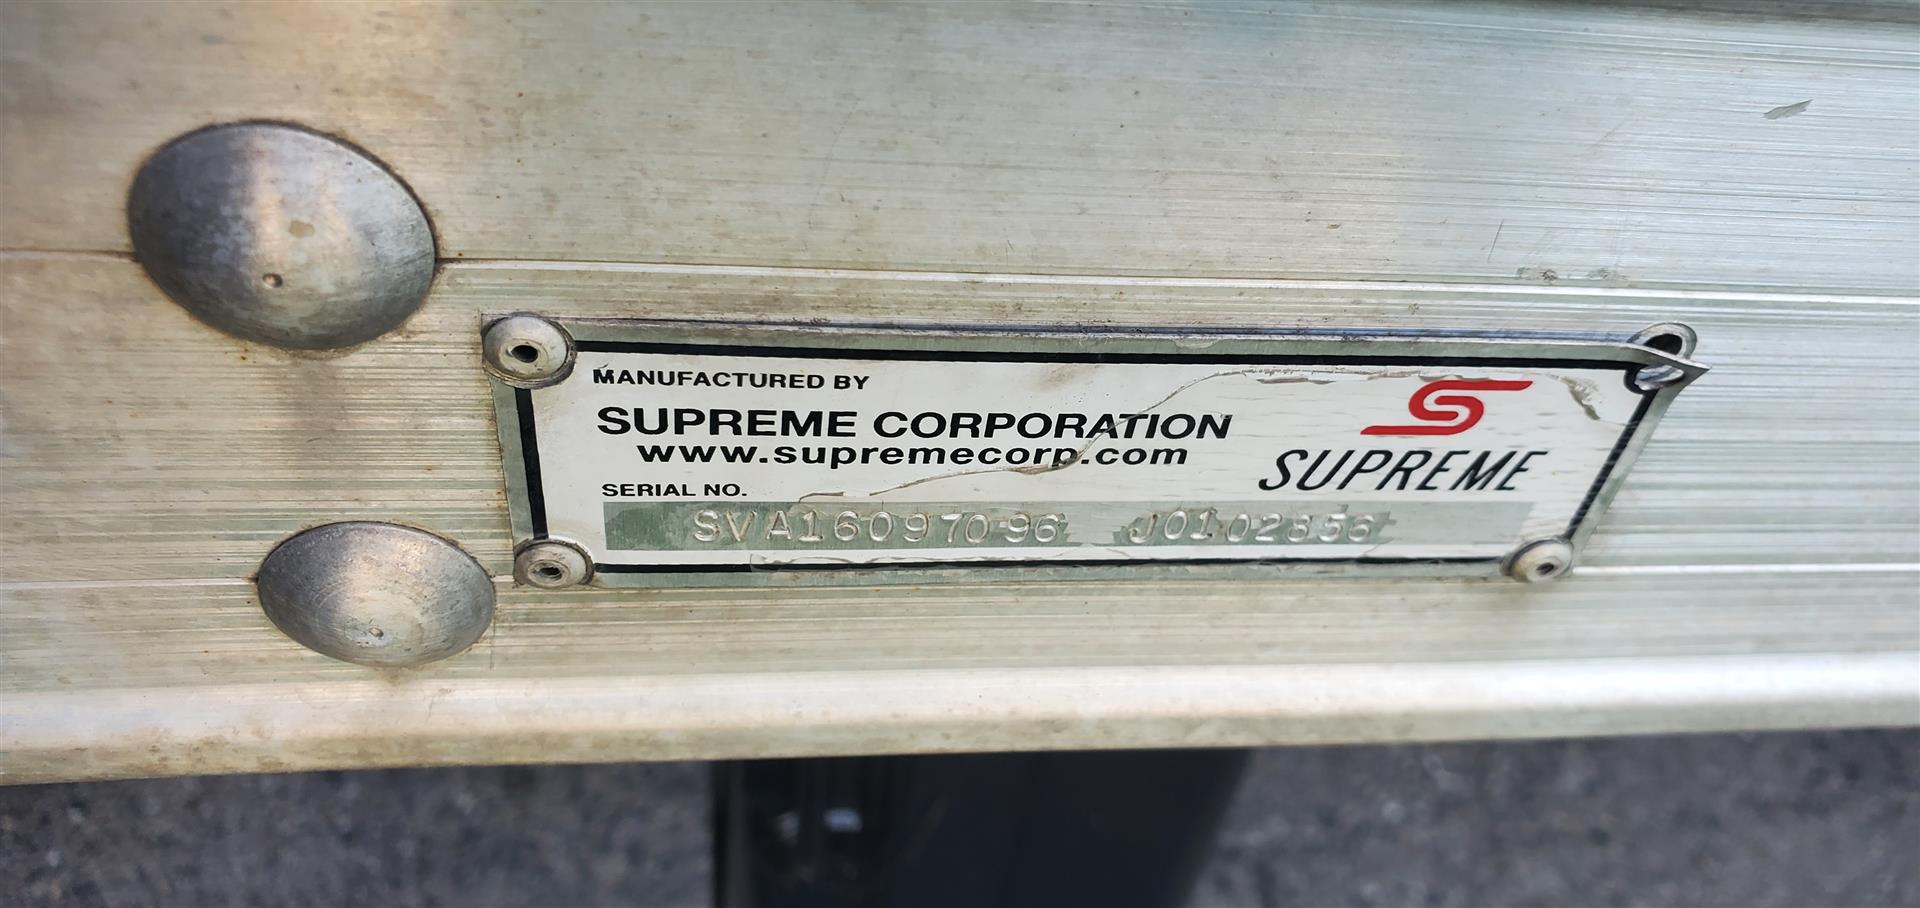 MANUFACTURED BY
SUPREME CORPORATION
www.supremecorp.com
SUPREME
SERIAL NO.
SVA16097096 J0102856